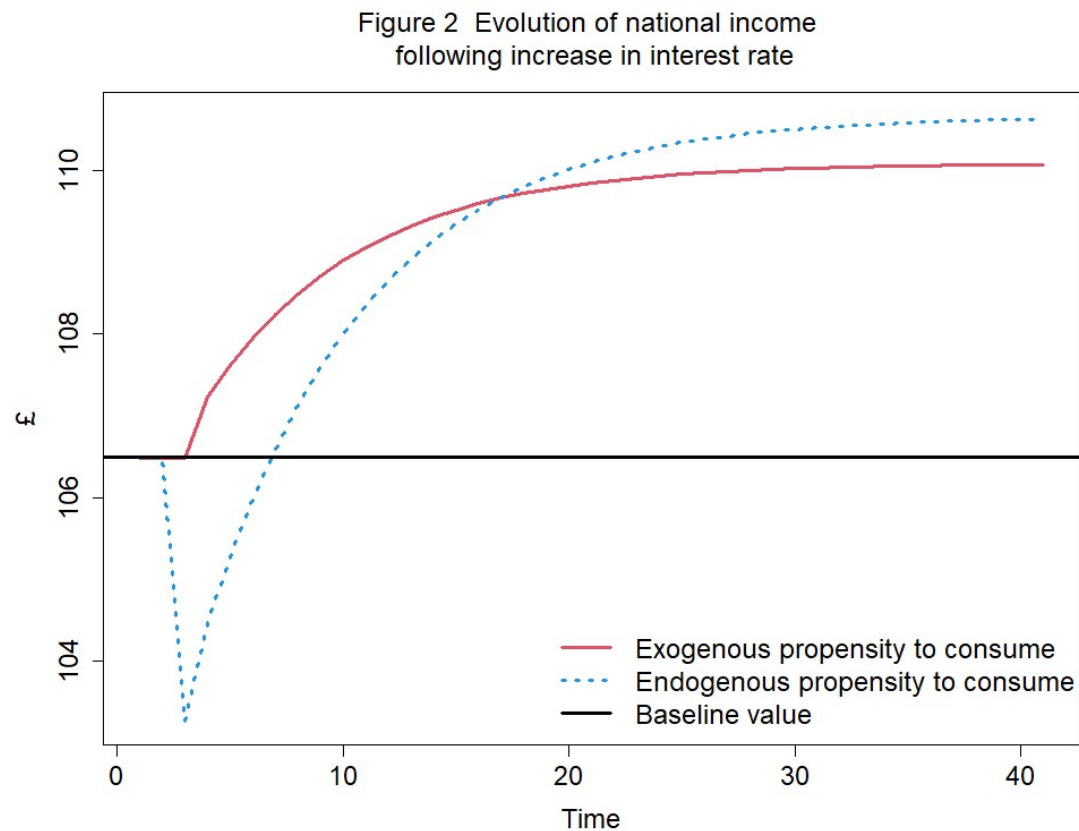 Figure 2  Evolution of national income
following increase in interest rate
£
110
108
106
104
0 10 20 30 40
Time
Exogenous propensity to consume
Endogenous propensity to consume
Baseline value